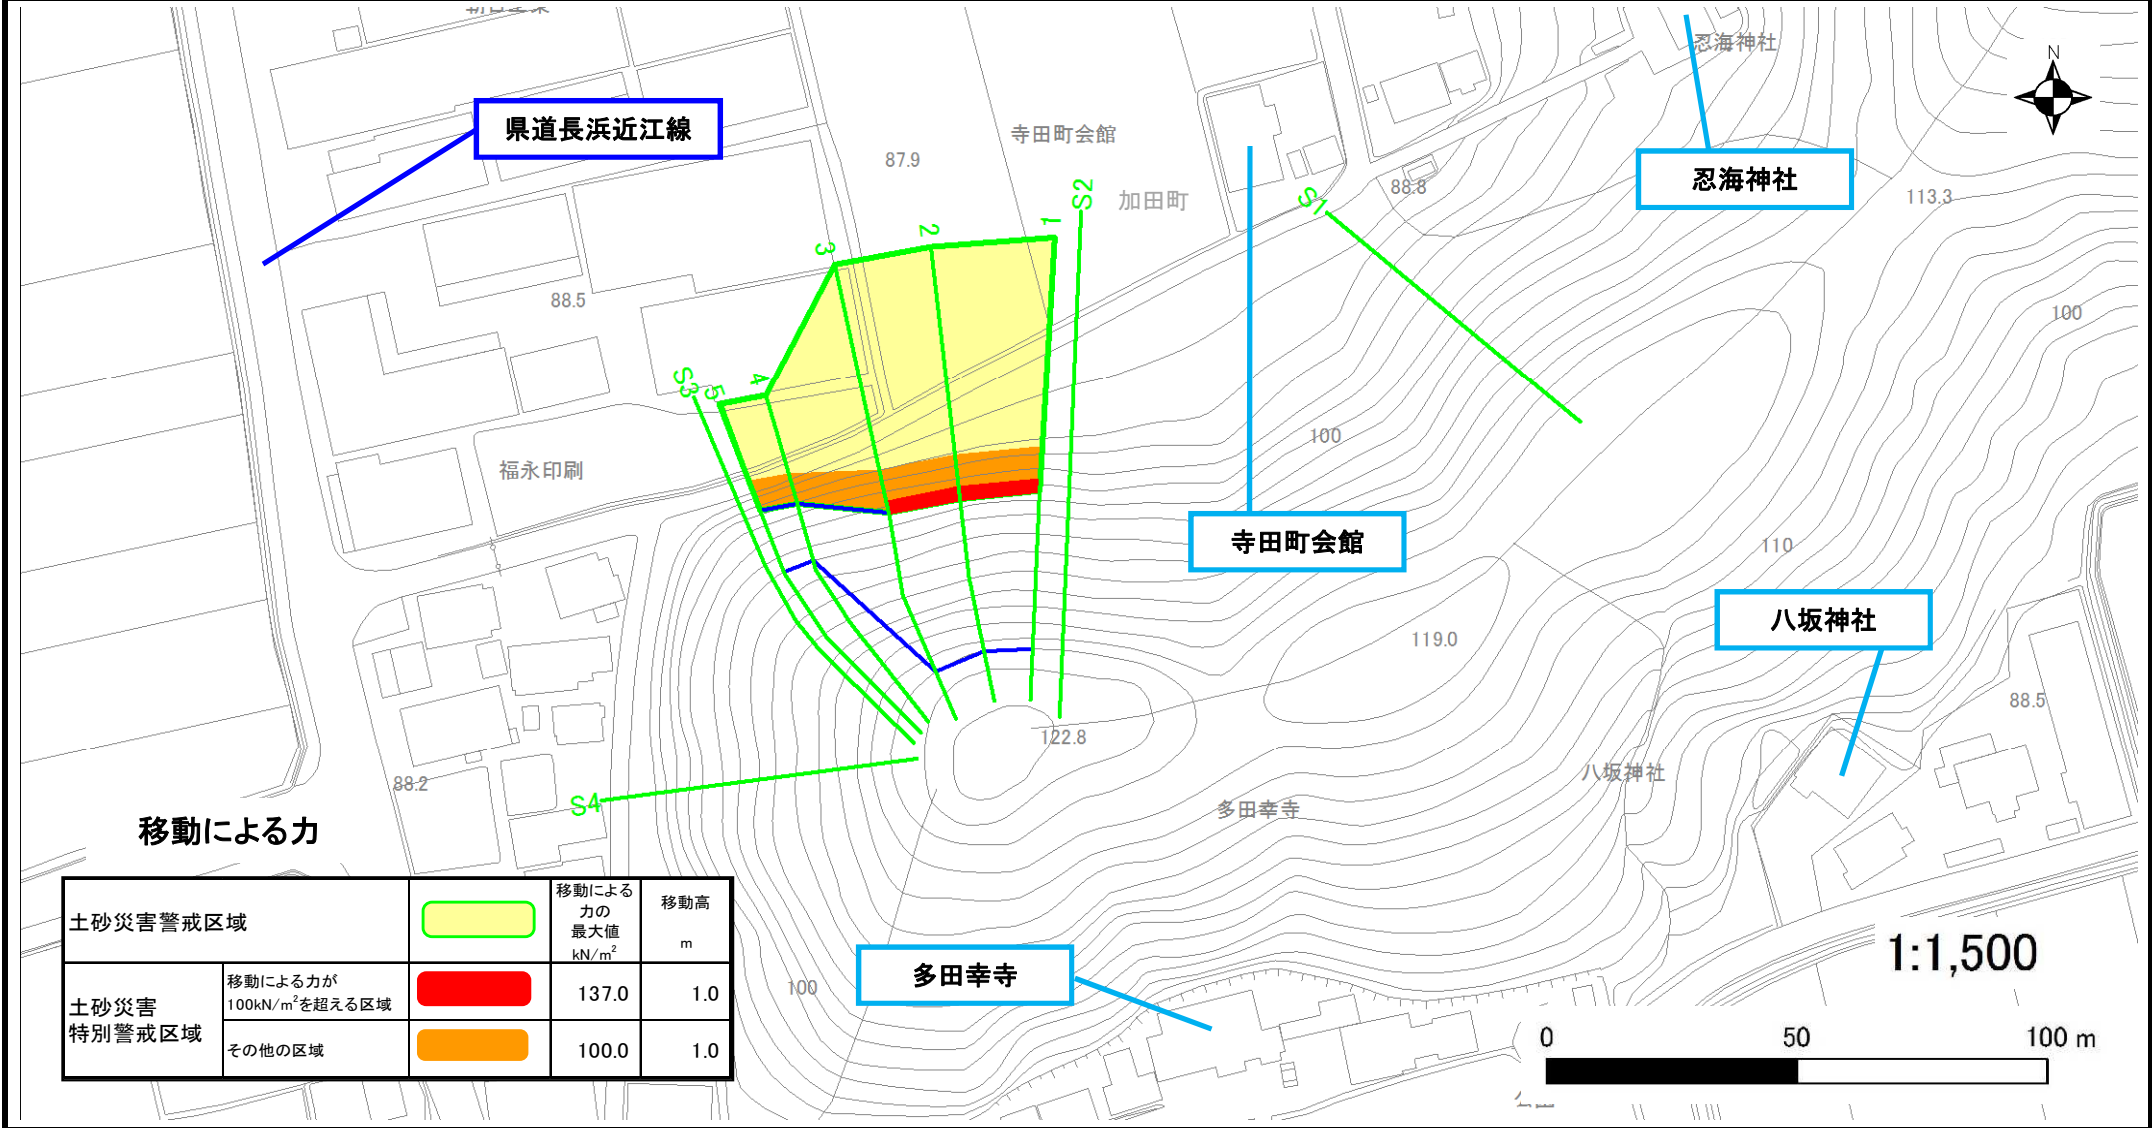 県道長浜近江線
寺田町会館
加田町
87.9
88.8
忍海神社
忍海神社
N
113.3
S1
S2
1
2
3
4
5
S3
88.5
福永印刷
100
100
寺田町会館
110
119.0
八坂神社
八坂神社
88.5
122.8
多田幸寺
S4
88.2
100
多田幸寺
1:1,500
0 50 100 m
移動による力
土砂災害警戒区域
移動による
力の
最大値
kN/m²
移動高
m
土砂災害
特別警戒区域
移動による力が
100kN/m²を超える区域
137.0 1.0
その他の区域
100.0 1.0